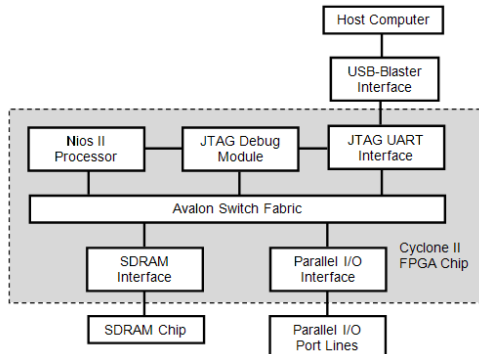 Host Computer
USB-Blaster
Interface
Nios II
Processor
JTAG Debug
Module
JTAG UART
Interface
Avalon Switch Fabric
SDRAM
Interface
Parallel I/O
Interface
Cyclone II
FPGA Chip
SDRAM Chip
Parallel I/O
Port Lines